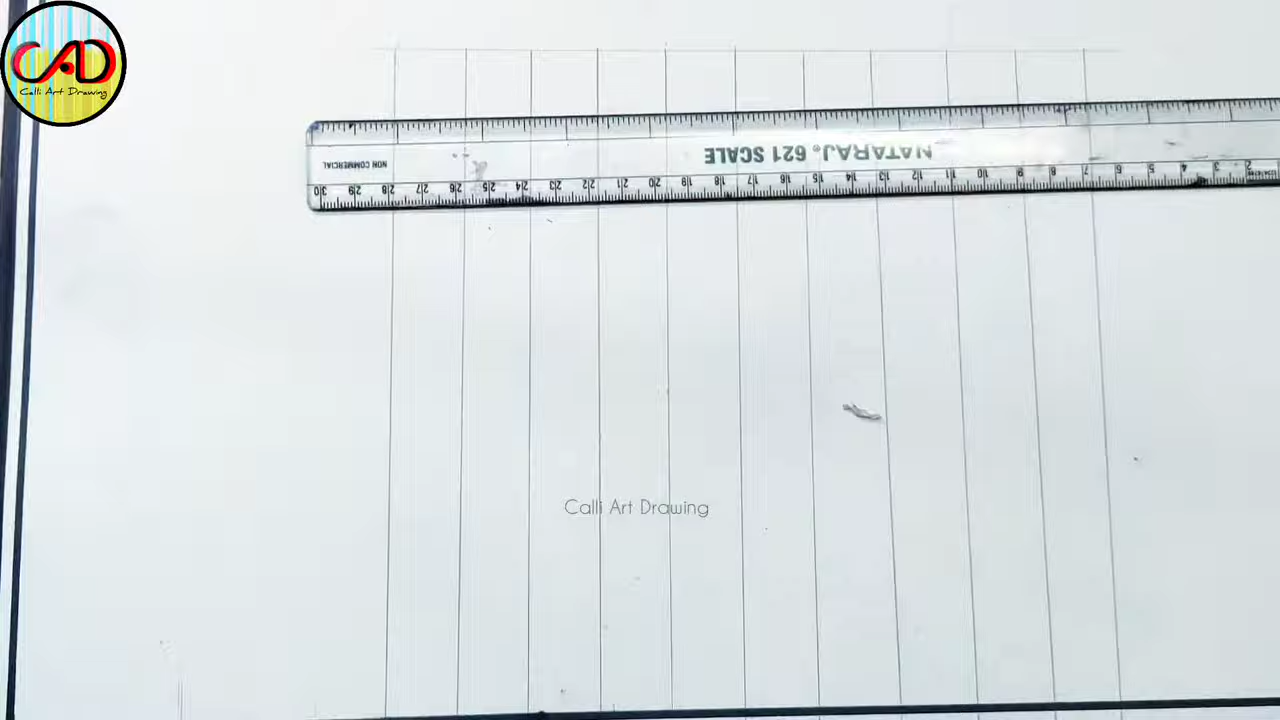 CAD
Calli Art Drawing
NON COMMERCIAL
NATARAJ® 621 SCALE
30 29 28 27 26 25 24 23 22 21 20 19 18 17 16 15 14 13 12 11 10 9 8 7 6 5 4 3 2
Calli Art Drawing